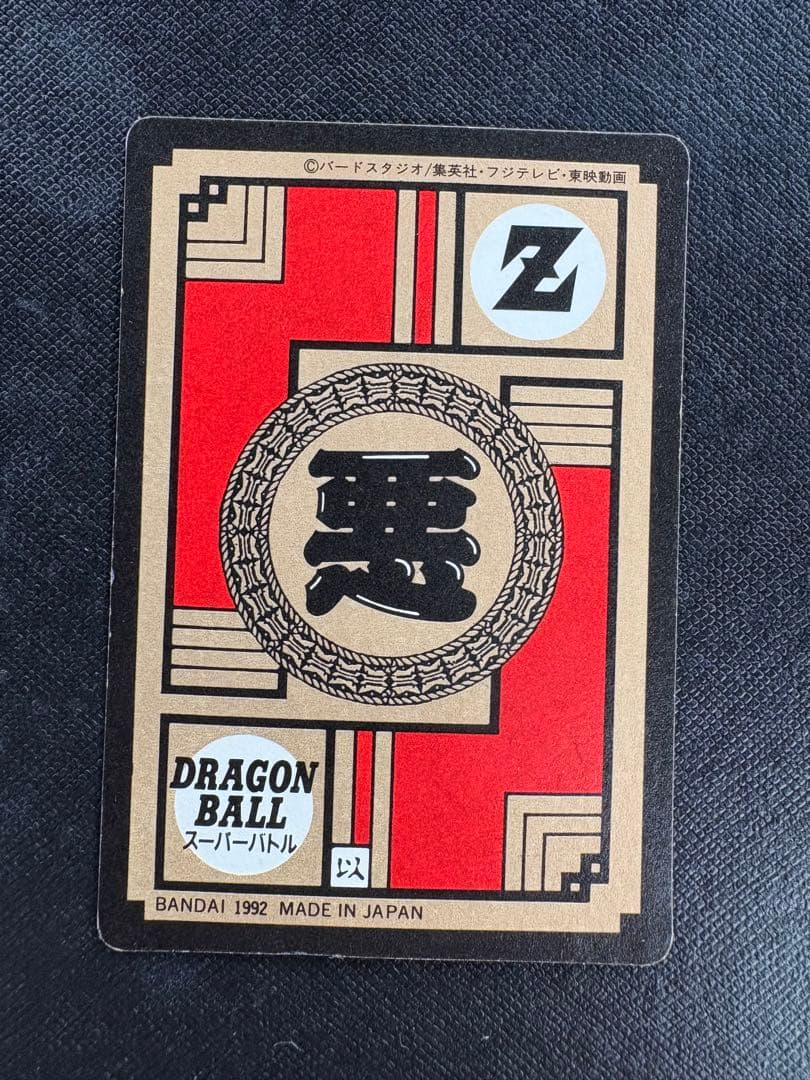 ©バードスタジオ/集英社・フジテレビ・東映動画
Z
悪
DRAGON
BALL
スーパーバトル
以
BANDAI 1992 MADE IN JAPAN